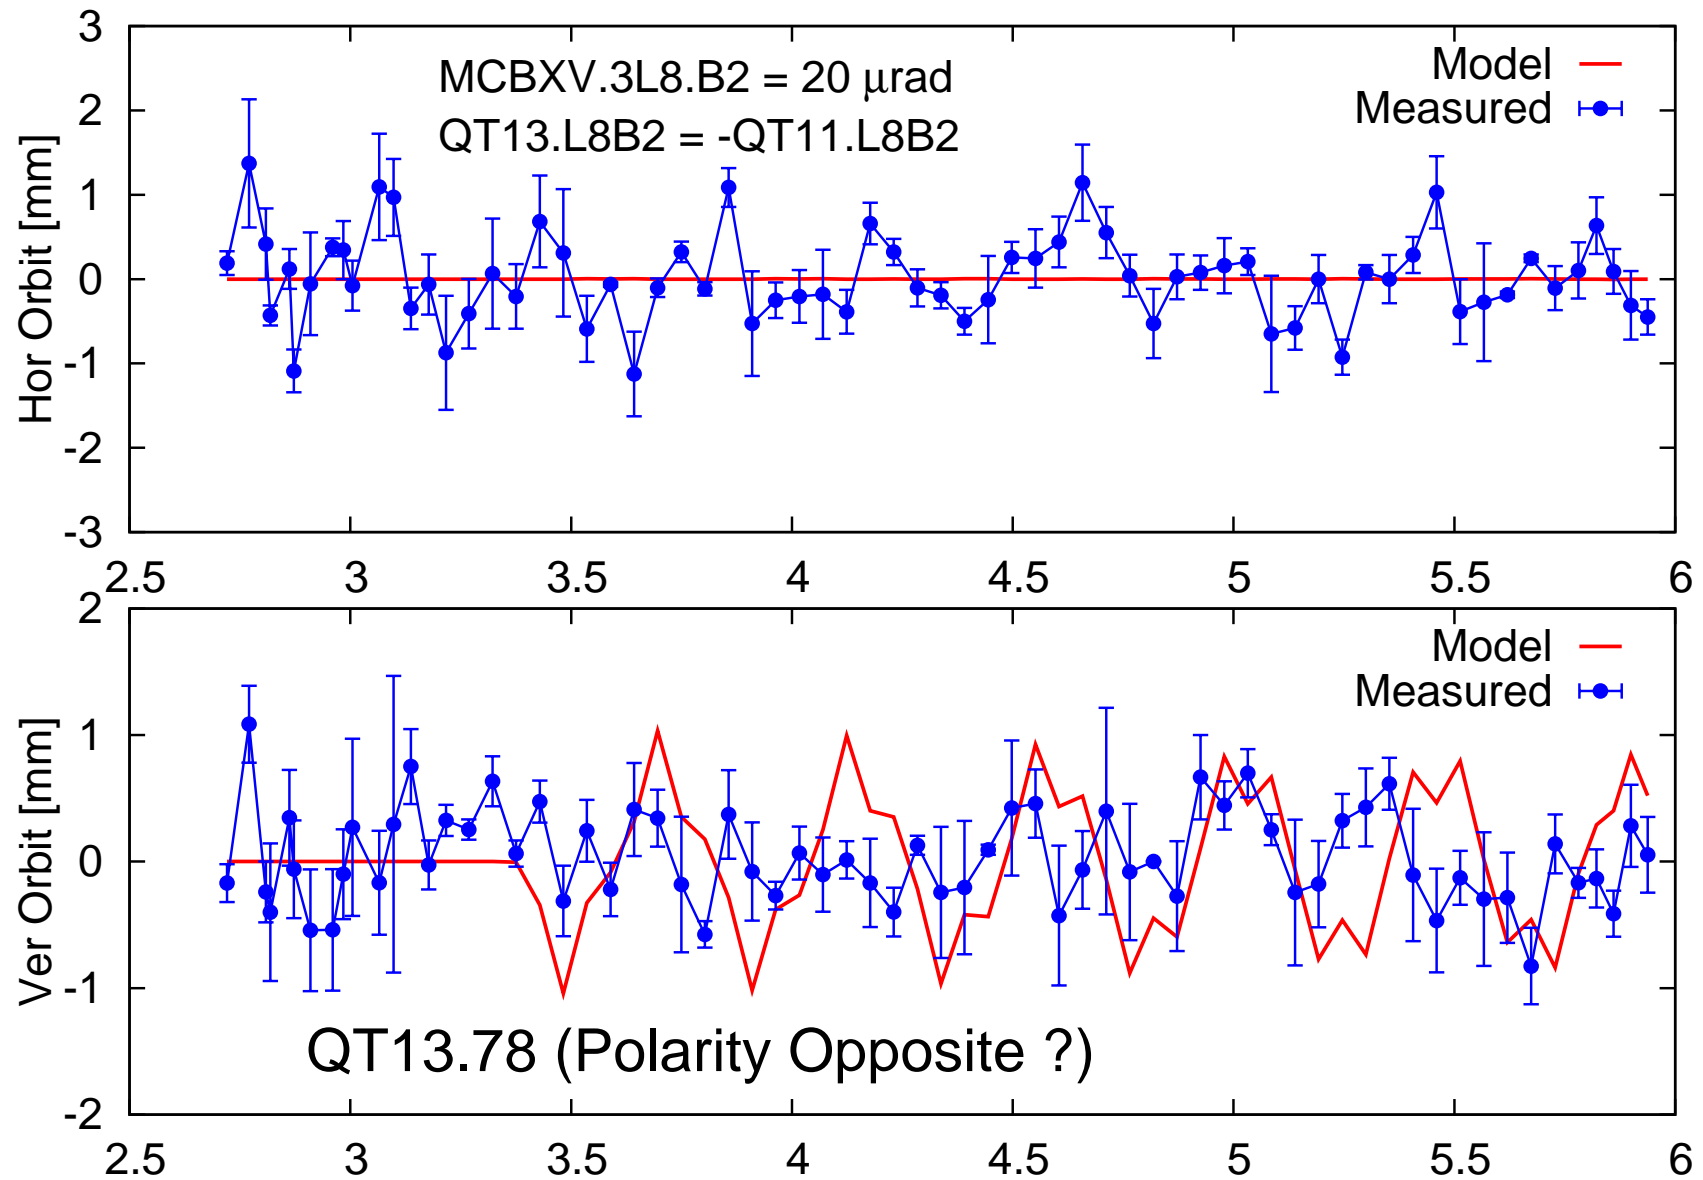 3
2
1
0
-1
-2
-3
Hor Orbit [mm]
MCBXV.3L8.B2 = 20 μrad
QT13.L8B2 = -QT11.L8B2
Model
Measured
2.5 3 3.5 4 4.5 5 5.5 6
2
1
0
-1
-2
Ver Orbit [mm]
Model
Measured
QT13.78 (Polarity Opposite ?)
2.5 3 3.5 4 4.5 5 5.5 6